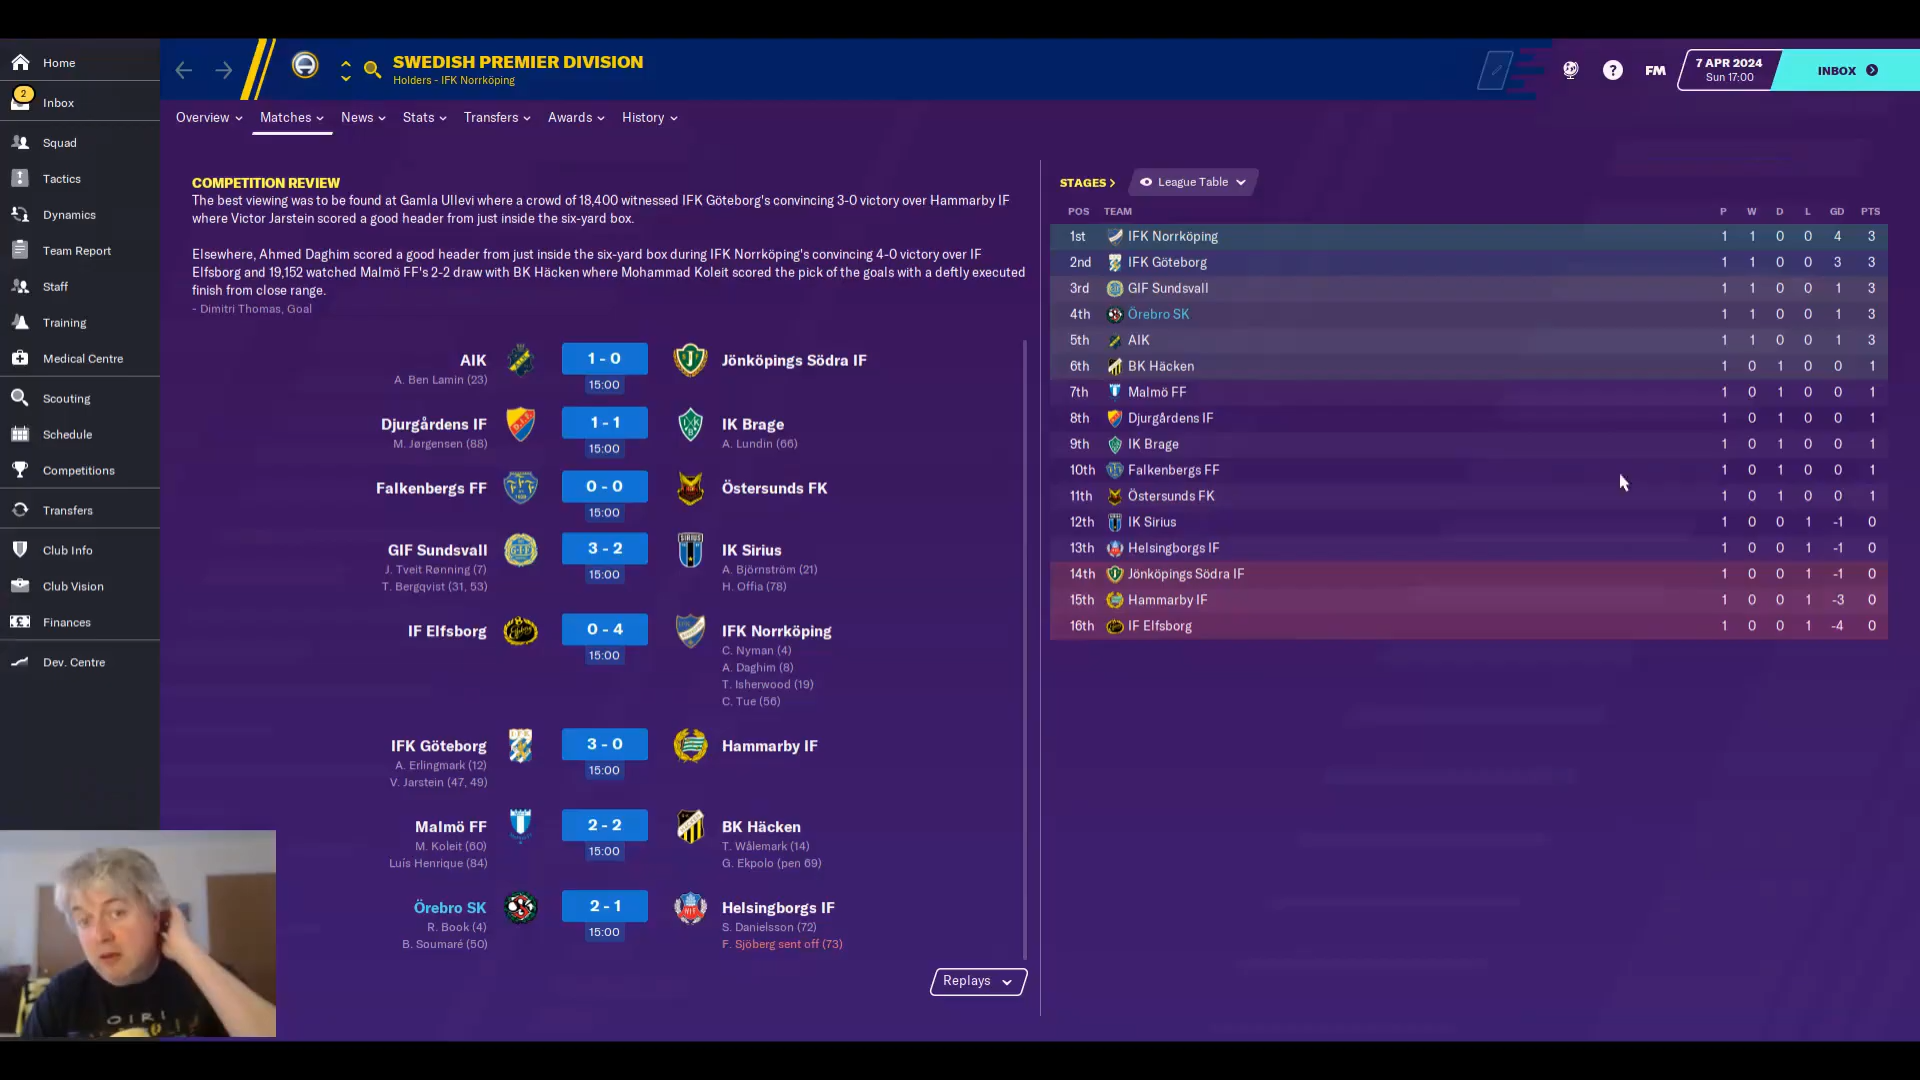 Home
2
Inbox
Squad
Tactics
Dynamics
Team Report
Staff
Training
Medical Centre
Scouting
Schedule
Competitions
Transfers
Club Info
Club Vision
Finances
Dev. Centre
SWEDISH PREMIER DIVISION
Holders - IFK Norrköping
?
FM
7 APR 2024
Sun 17:00
INBOX
Overview
Matches
News
Stats
Transfers
Awards
History
COMPETITION REVIEW
The best viewing was to be found at Gamla Ullevi where a crowd of 18,400 witnessed IFK Göteborg's convincing 3-0 victory over Hammarby IF
where Victor Jarstein scored a good header from just inside the six-yard box.
Elsewhere, Ahmed Daghim scored a good header from just inside the six-yard box during IFK Norrköping's convincing 4-0 victory over IF
Elfsborg and 19,152 watched Malmö FF's 2-2 draw with BK Häcken where Mohammad Koleit scored the pick of the goals with a deftly executed
finish from close range.
- Dimitri Thomas, Goal
AIK 1 - 0 Jönköpings Södra IF
A. Ben Lamin (23) 15:00
Djurgårdens IF 1 - 1 IK Brage
M. Jørgensen (88) 15:00 A. Lundin (66)
Falkenbergs FF 0 - 0 Östersunds FK
15:00
GIF Sundsvall 3 - 2 IK Sirius
J. Tveit Rønning (7) 15:00 A. Björnström (21)
T. Bergqvist (31, 53) H. Offia (78)
IF Elfsborg 0 - 4 IFK Norrköping
15:00 C. Nyman (4)
A. Daghim (8)
T. Isherwood (19)
C. Tue (56)
IFK Göteborg 3 - 0 Hammarby IF
A. Erlingmark (12) 15:00
V. Jarstein (47, 49)
Malmö FF 2 - 2 BK Häcken
M. Koleit (60) 15:00 T. Wålemark (14)
Luís Henrique (84) G. Ekpolo (pen 69)
Örebro SK 2 - 1 Helsingborgs IF
R. Book (4) 15:00 S. Danielsson (72)
B. Soumaré (50) F. Sjöberg sent off (73)
Replays
STAGES
League Table
POS TEAM P W D L GD PTS
1st IFK Norrköping 1 1 0 0 4 3
2nd IFK Göteborg 1 1 0 0 3 3
3rd GIF Sundsvall 1 1 0 0 1 3
4th Örebro SK 1 1 0 0 1 3
5th AIK 1 1 0 0 1 3
6th BK Häcken 1 0 1 0 0 1
7th Malmö FF 1 0 1 0 0 1
8th Djurgårdens IF 1 0 1 0 0 1
9th IK Brage 1 0 1 0 0 1
10th Falkenbergs FF 1 0 1 0 0 1
11th Östersunds FK 1 0 1 0 0 1
12th IK Sirius 1 0 0 1 -1 0
13th Helsingborgs IF 1 0 0 1 -1 0
14th Jönköpings Södra IF 1 0 0 1 -1 0
15th Hammarby IF 1 0 0 1 -3 0
16th IF Elfsborg 1 0 0 1 -4 0